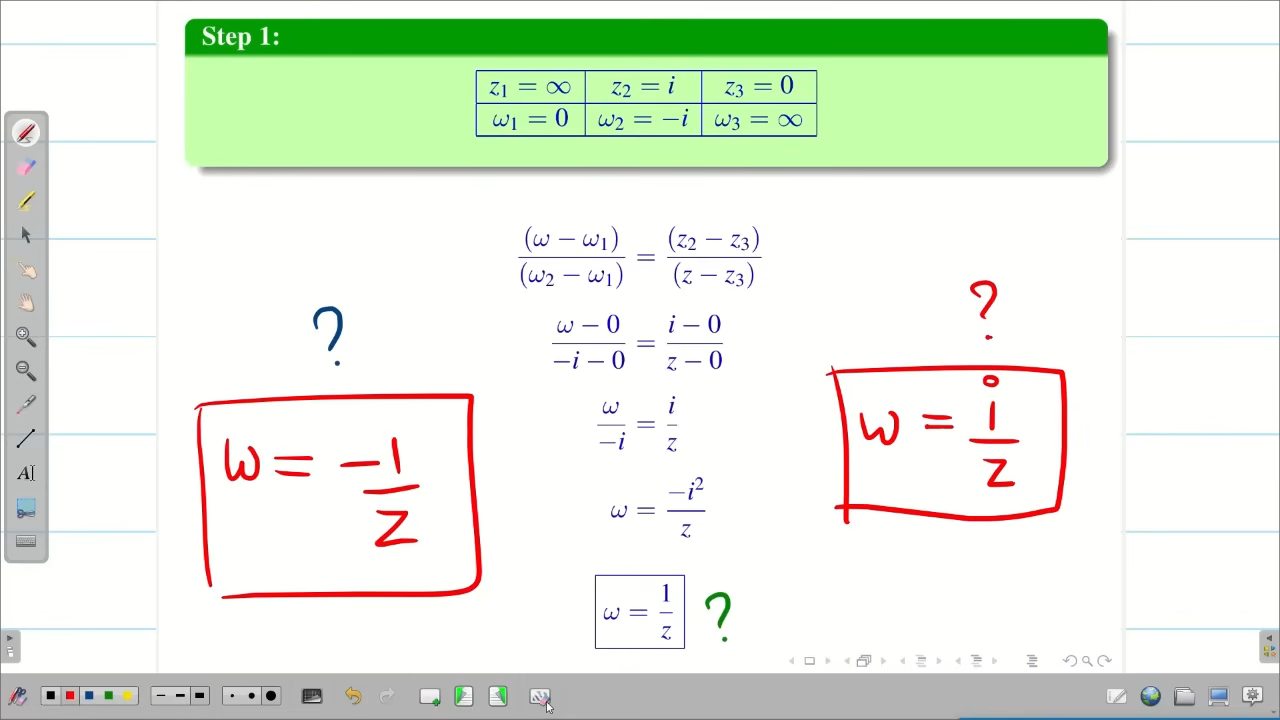 Step 1:
z₁ = ∞ z₂ = i z₃ = 0
ω₁ = 0 ω₂ = −i ω₃ = ∞
(ω − ω₁)/(ω₂ − ω₁) = (z₂ − z₃)/(z − z₃)
(ω − 0)/(−i − 0) = (i − 0)/(z − 0)
ω/−i = i/z
ω = −i²/z
ω = 1/z ?
?
w = −1/z
?
w = i/z
A